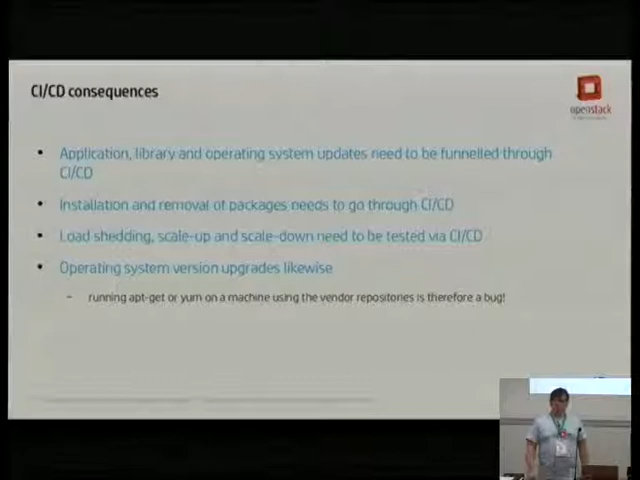 CI/CD consequences
openstack
Application, library and operating system updates need to be funnelled through
CI/CD
Installation and removal of packages needs to go through CI/CD
Load shedding, scale-up and scale-down need to be tested via CI/CD
Operating system version upgrades likewise
– running apt-get or yum on a machine using the vendor repositories is therefore a bug!